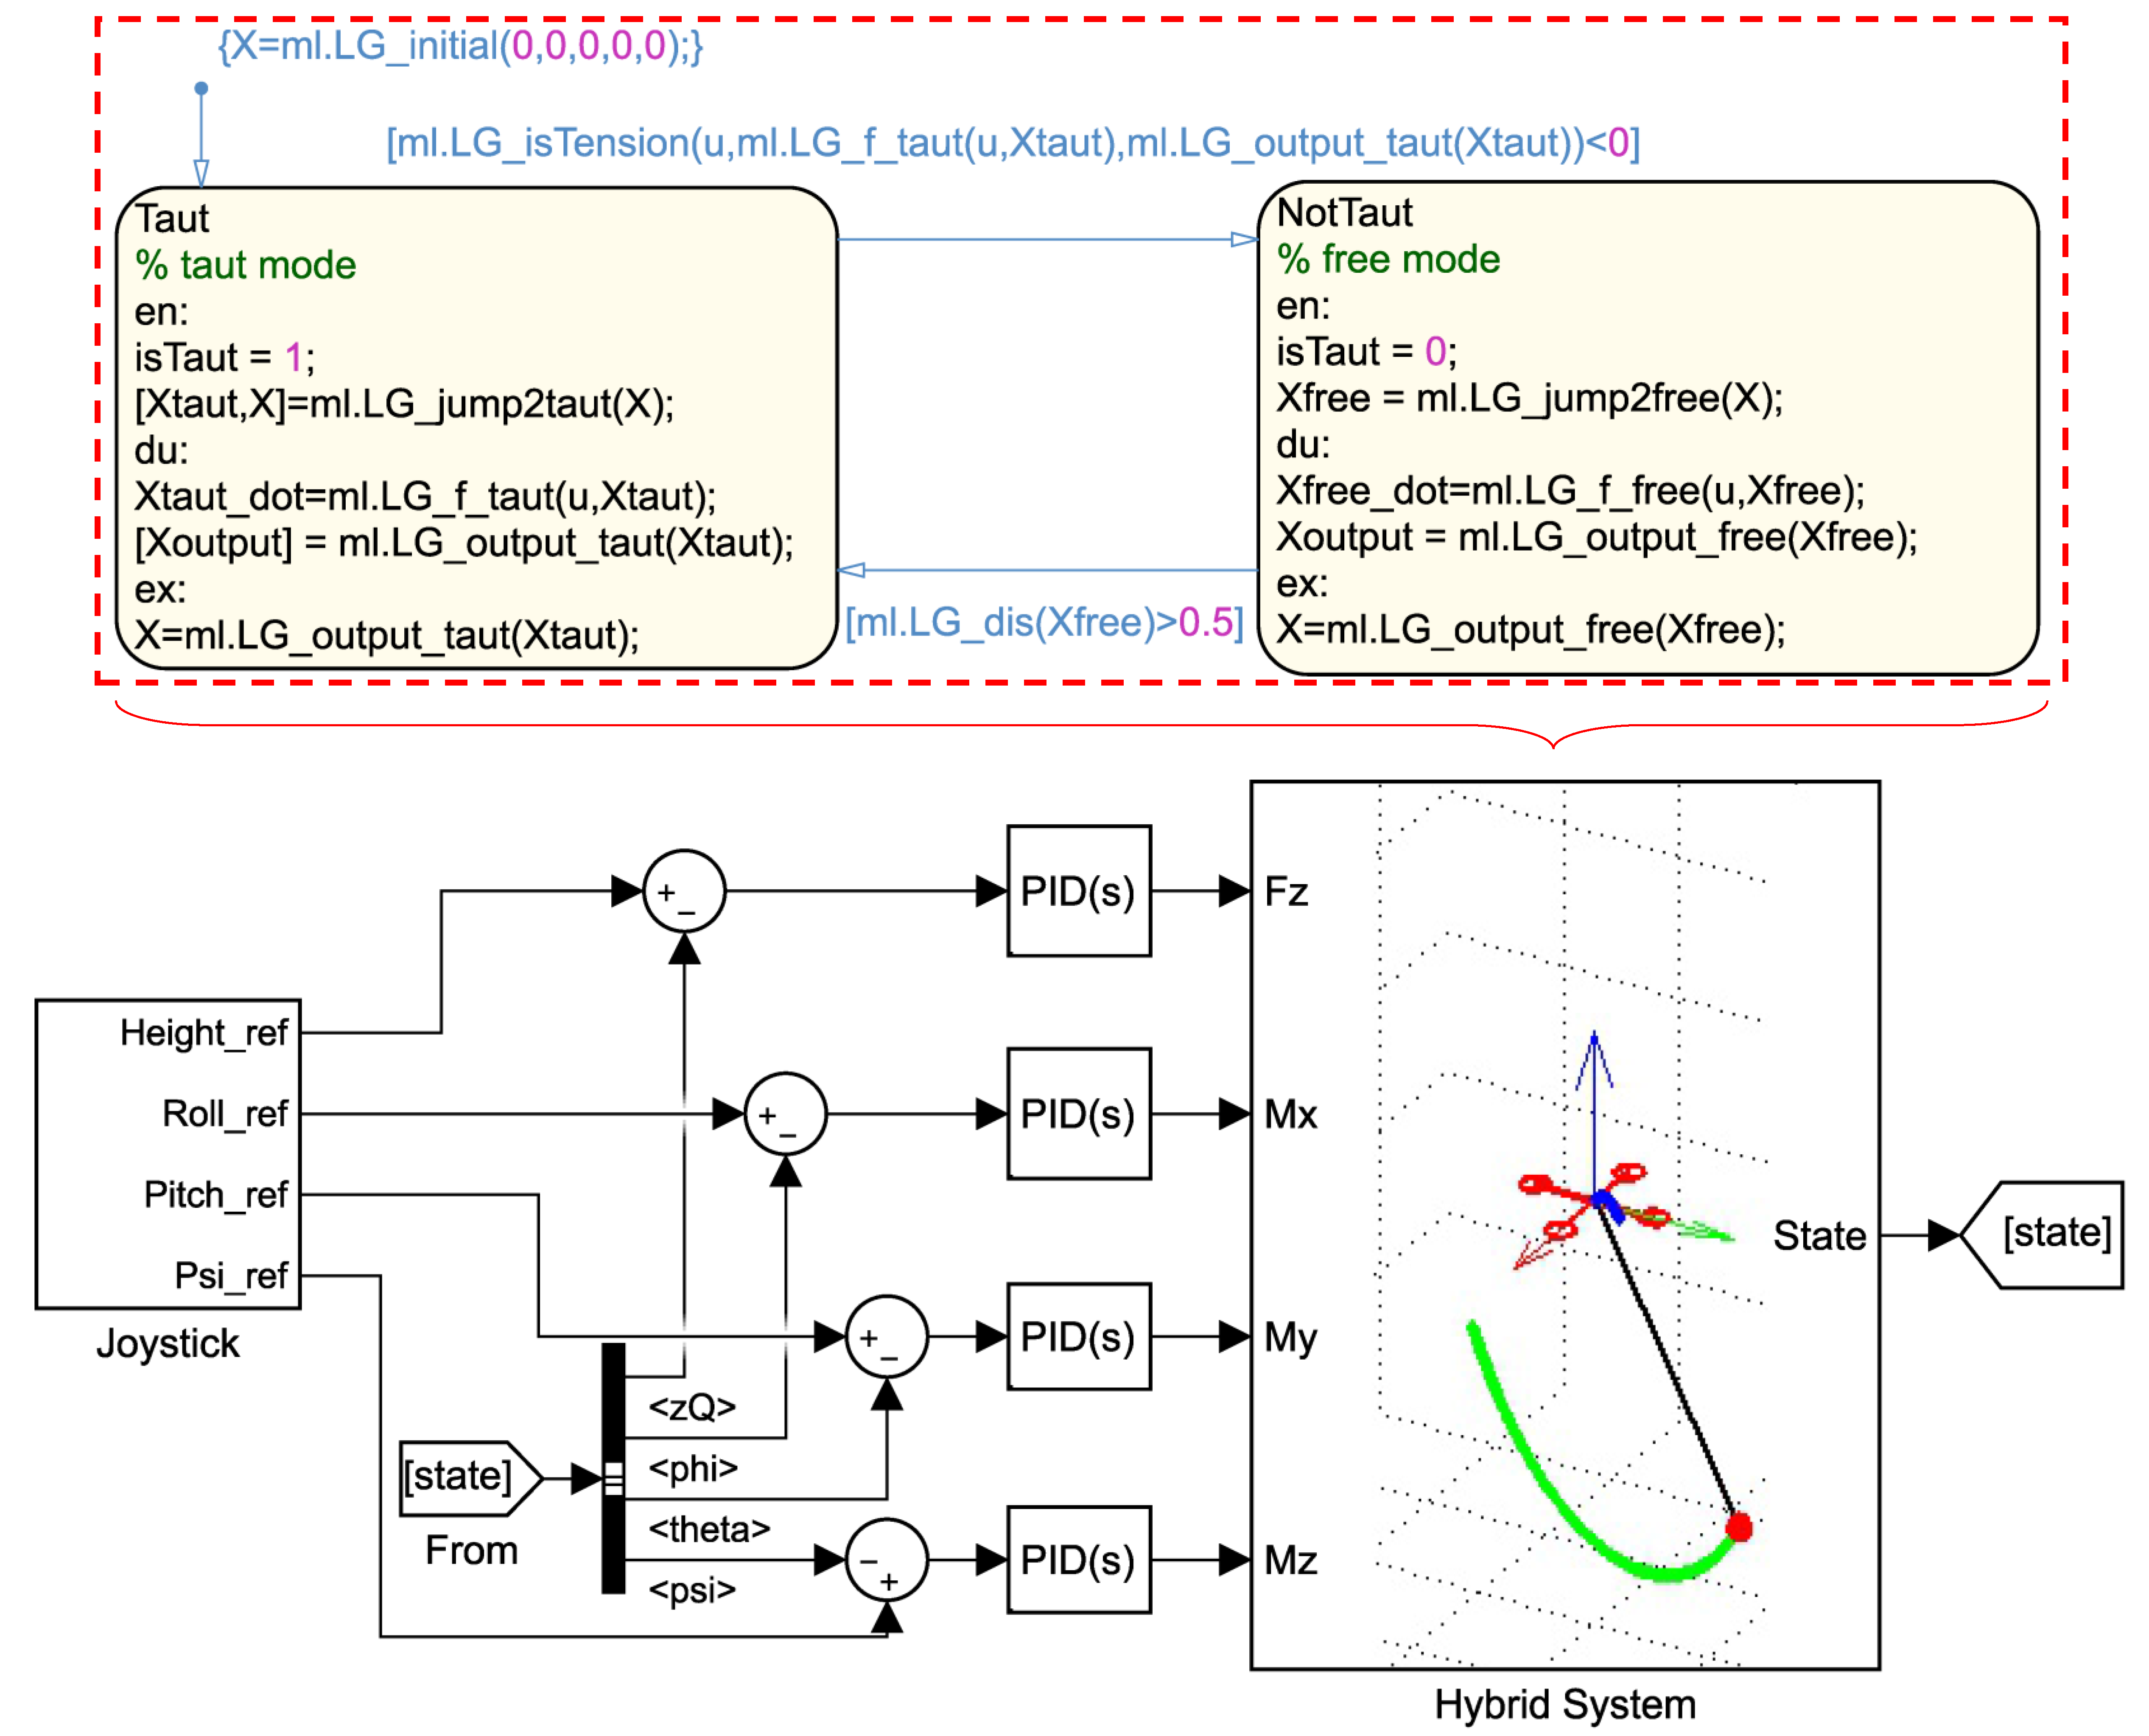 {X=ml.LG_initial(0,0,0,0,0);}
[ml.LG_isTension(u,ml.LG_f_taut(u,Xtaut),ml.LG_output_taut(Xtaut))<0]
Taut
% taut mode
en:
isTaut = 1;
[Xtaut,X]=ml.LG_jump2taut(X);
du:
Xtaut_dot=ml.LG_f_taut(u,Xtaut);
[Xoutput] = ml.LG_output_taut(Xtaut);
ex:
X=ml.LG_output_taut(Xtaut);
NotTaut
% free mode
en:
isTaut = 0;
Xfree = ml.LG_jump2free(X);
du:
Xfree_dot=ml.LG_f_free(u,Xfree);
Xoutput = ml.LG_output_free(Xfree);
ex:
X=ml.LG_output_free(Xfree);
[ml.LG_dis(Xfree)>0.5]
Height_ref
Roll_ref
Pitch_ref
Psi_ref
Joystick
[state]
From
<zQ>
<phi>
<theta>
<psi>
+
−
+
−
+
−
−
+
PID(s)
PID(s)
PID(s)
PID(s)
Fz
Mx
My
Mz
State
[state]
Hybrid System